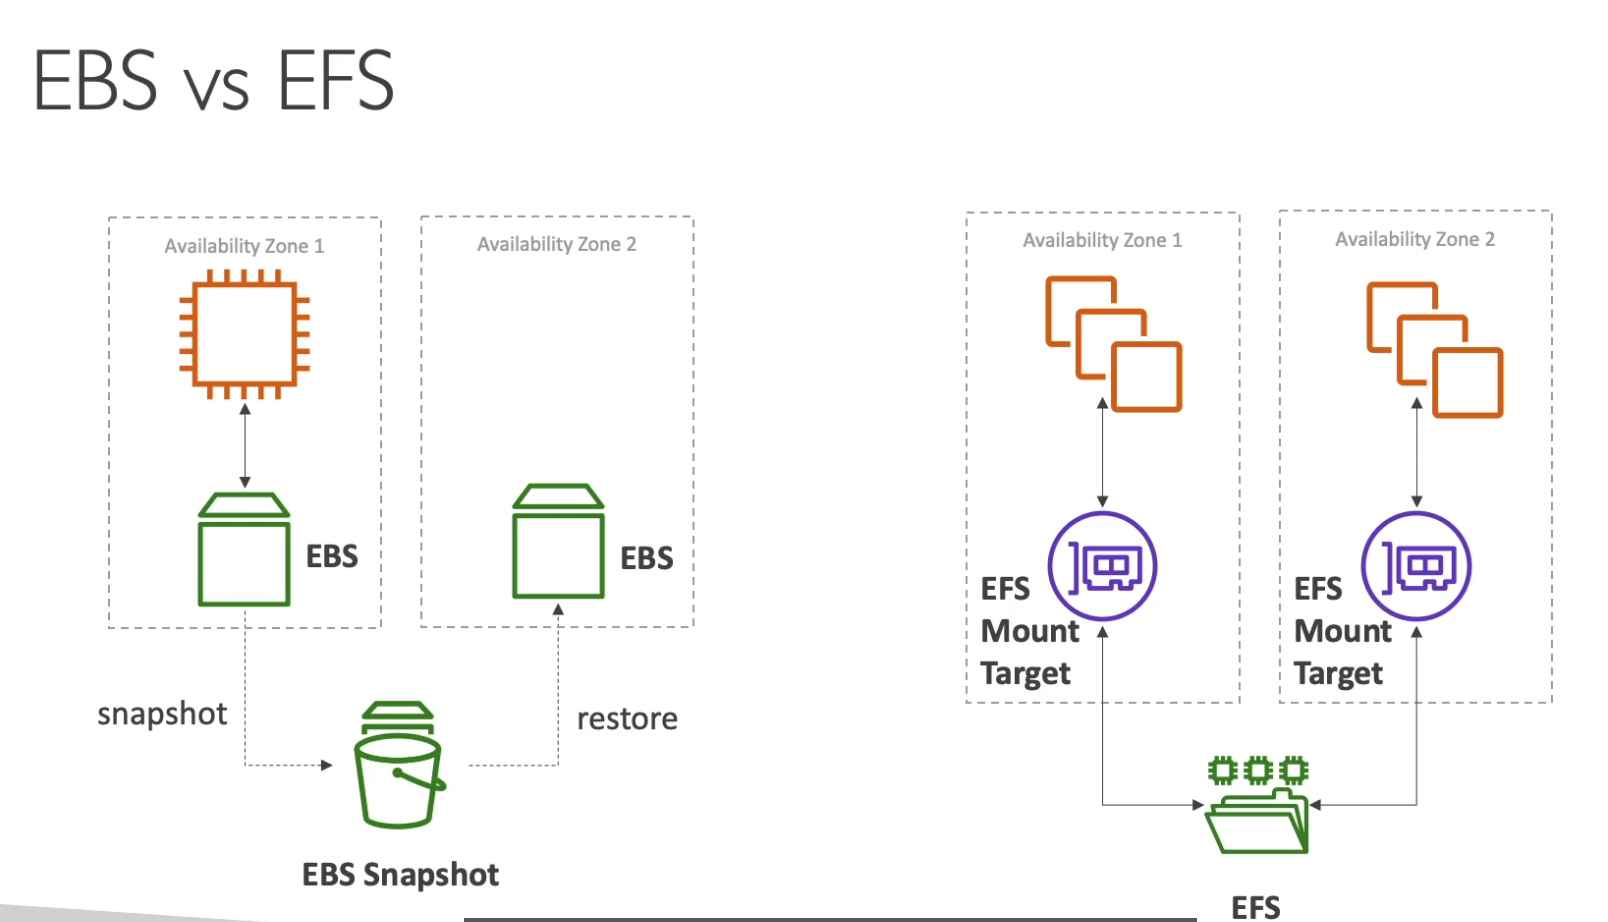 EBS vs EFS
Availability Zone 1
Availability Zone 2
EBS
EBS
snapshot
restore
EBS Snapshot
Availability Zone 1
Availability Zone 2
EFS
Mount
Target
EFS
Mount
Target
EFS